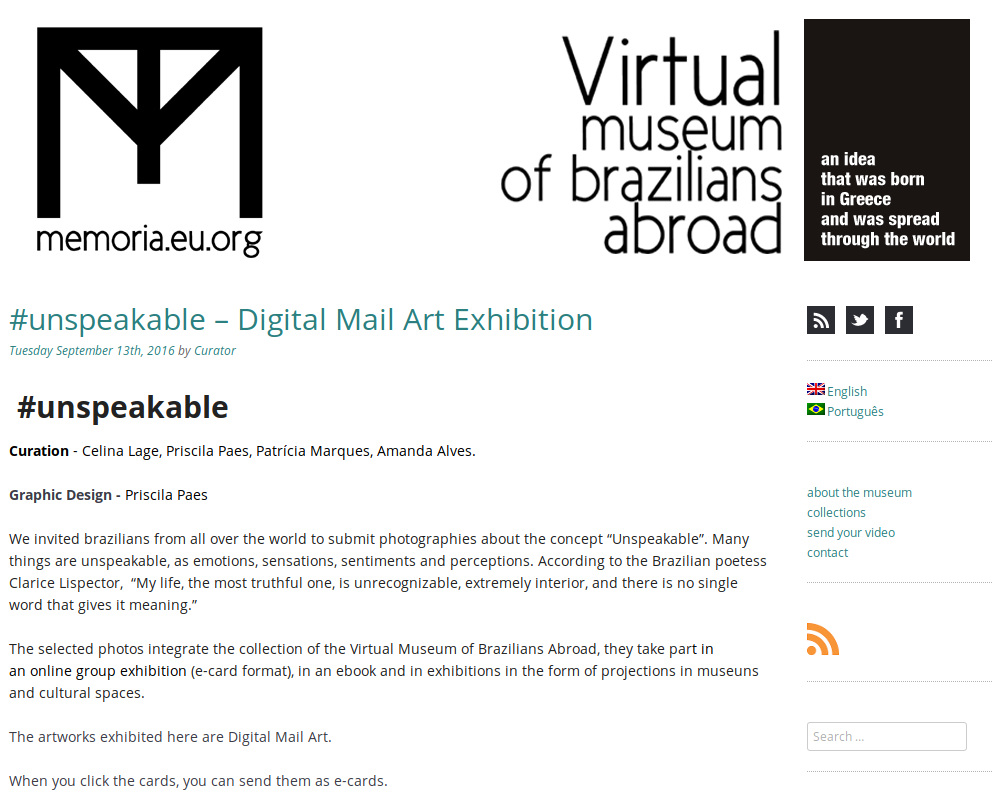 memoria.eu.org
Virtual
museum
of brazilians
abroad
an idea
that was born
in Greece
and was spread
through the world
#unspeakable – Digital Mail Art Exhibition
Tuesday September 13th, 2016 by Curator
#unspeakable
Curation - Celina Lage, Priscila Paes, Patrícia Marques, Amanda Alves.
Graphic Design - Priscila Paes
We invited brazilians from all over the world to submit photographies about the concept “Unspeakable”. Many
things are unspeakable, as emotions, sensations, sentiments and perceptions. According to the Brazilian poetess
Clarice Lispector,  “My life, the most truthful one, is unrecognizable, extremely interior, and there is no single
word that gives it meaning.”
The selected photos integrate the collection of the Virtual Museum of Brazilians Abroad, they take part in
an online group exhibition (e-card format), in an ebook and in exhibitions in the form of projections in museuns
and cultural spaces.
The artworks exhibited here are Digital Mail Art.
When you click the cards, you can send them as e-cards.
English
Português
about the museum
collections
send your video
contact
Search ...